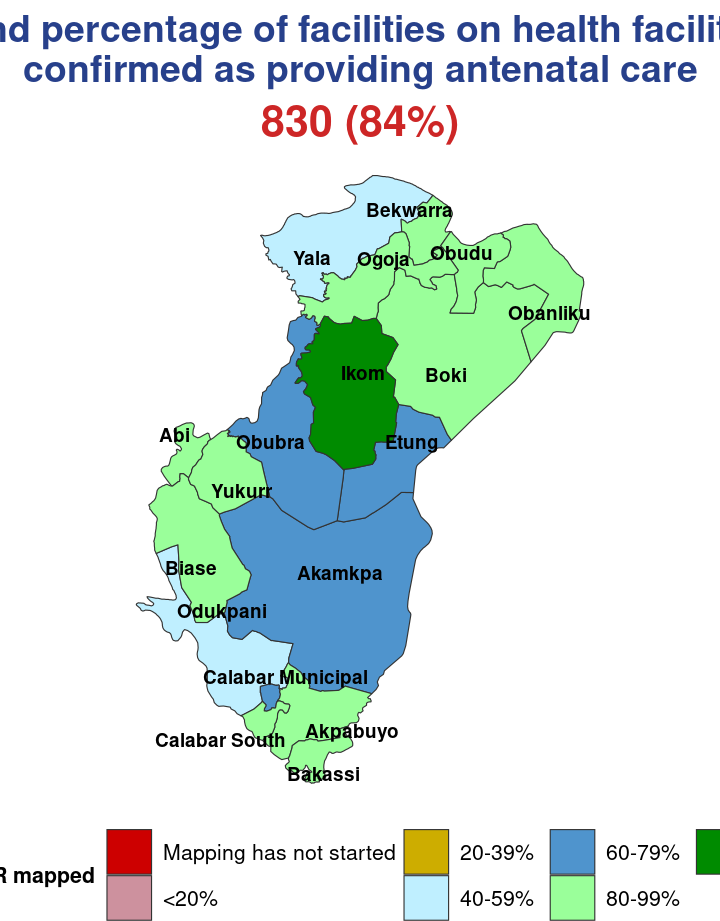 percentage of facilities on health
confirmed as providing antenatal care
830 (84%)
Bekwarra
Yala
Ogoja
Obudu
Obanliku
Ikom
Boki
Abi
Obubra
Etung
Yukurr
Biase
Akamkpa
Odukpani
Calabar Municipal
Akpabuyo
Calabar South
Bakassi
mapped
Mapping has not started
20-39%
60-79%
<20%
40-59%
80-99%